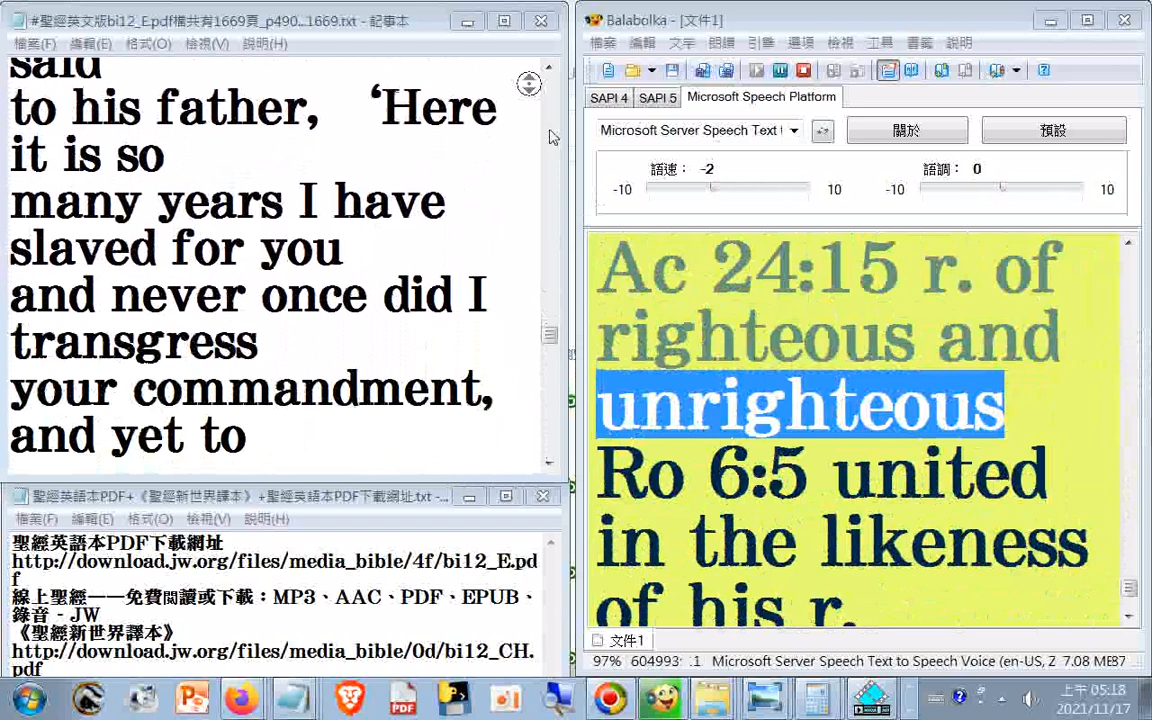 #聖經英文版bi12_E.pdf檔共有1669頁_p490...1669.txt - 記事本
檔案(F) 編輯(E) 格式(O) 檢視(V) 說明(H)
said
to his father, ‘Here
it is so
many years I have
slaved for you
and never once did I
transgress
your commandment,
and yet to
聖經英語本PDF+《聖經新世界譯本》+聖經英語本PDF下載網址.txt - ...
檔案(F) 編輯(E) 格式(O) 檢視(V) 說明(H)
聖經英語本PDF下載網址
http://download.jw.org/files/media_bible/4f/bi12_E.pd
f
線上聖經——免費閱讀或下載：MP3、AAC、PDF、EPUB、
錄音 - JW
《聖經新世界譯本》
http://download.jw.org/files/media_bible/0d/bi12_CH.
pdf
Balabolka - [文件1]
檔案 編輯 文字 朗讀 引擎 選項 檢視 工具 書籤 說明
SAPI 4 SAPI 5 Microsoft Speech Platform
Microsoft Server Speech Text 關於 預設
語速： -2 語調： 0
-10 10 -10 10
Ac 24:15 r. of
righteous and
unrighteous
Ro 6:5 united
in the likeness
of his r.
文件1
97% 604993: .1 Microsoft Server Speech Text to Speech Voice (en-US, Z 7.08 MB
上午 05:18
2021/11/17